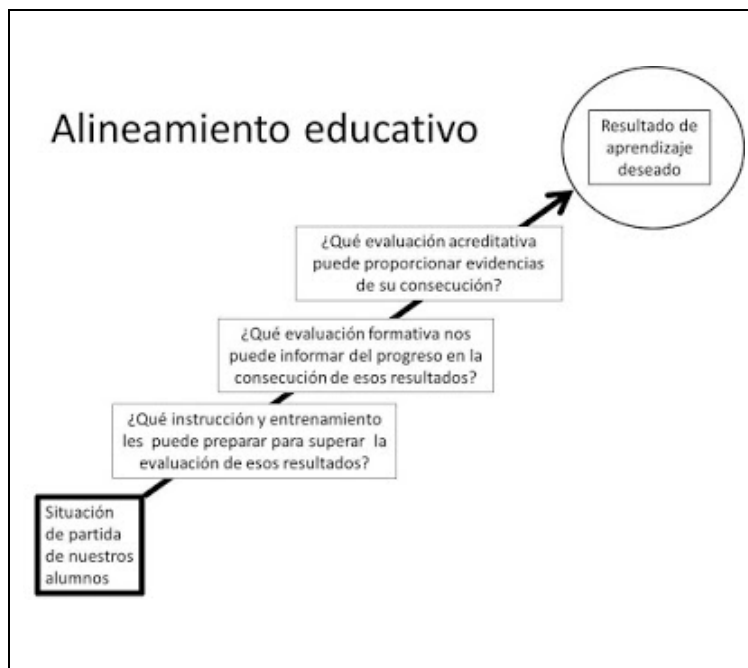 Alineamiento educativo
Resultado de
aprendizaje
deseado
¿Qué evaluación acreditativa
puede proporcionar evidencias
de su consecución?
¿Qué evaluación formativa nos
puede informar del progreso en la
consecución de esos resultados?
¿Qué instrucción y entrenamiento
les puede preparar para superar la
evaluación de esos resultados?
Situación
de partida
de nuestros
alumnos